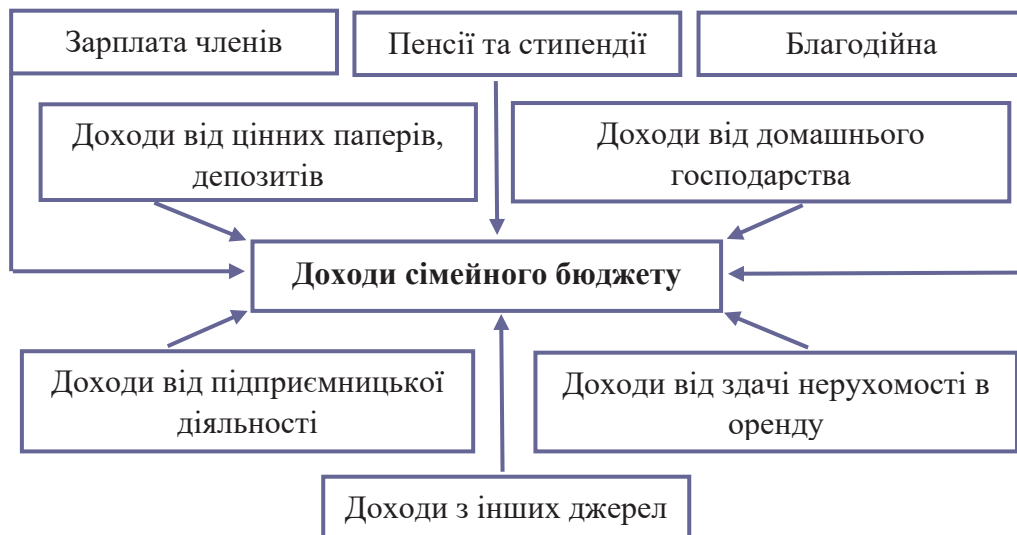 Зарплата членів
Пенсії та стипендії
Благодійна
Доходи від цінних паперів,
депозитів
Доходи від домашнього
господарства
Доходи сімейного бюджету
Доходи від підприємницької
діяльності
Доходи від здачі нерухомості в
оренду
Доходи з інших джерел